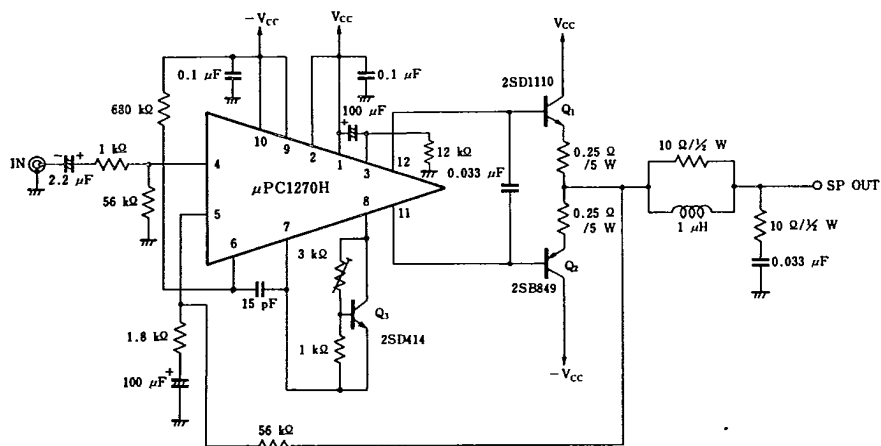 − VCC
VCC
VCC
0.1 μF
0.1 μF
2SD1110
100 μF
+
680 kΩ
Q1
10
9
2
1
3
12
12 kΩ
10 Ω/½ W
IN
−
+
1 kΩ
2.2 μF
4
0.033 μF
0.25 Ω
/5 W
μPC1270H
SP OUT
56 kΩ
5
11
8
7
6
0.25 Ω
/5 W
1 μH
10 Ω/½ W
3 kΩ
Q2
0.033 μF
2SB849
15 pF
Q3
2SD414
1.8 kΩ
1 kΩ
− VCC
100 μF
+
56 kΩ